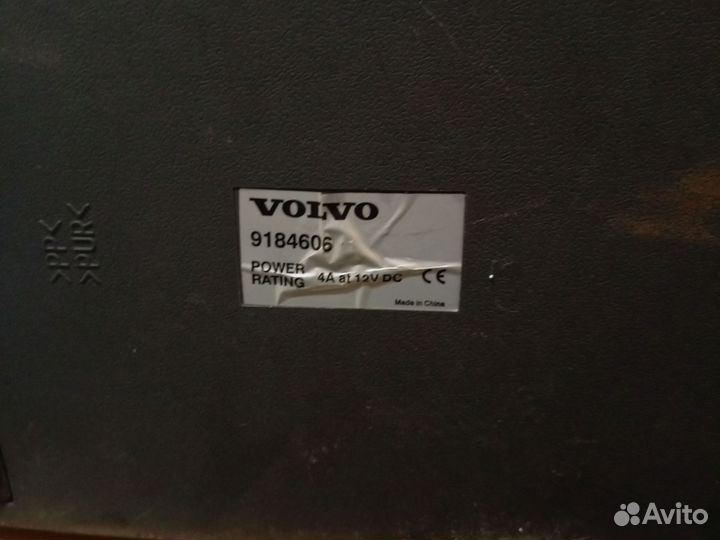 >PP<
>PUR<
VOLVO
9184606
POWER RATING 4A at 12V DC CE
Made in China
Avito